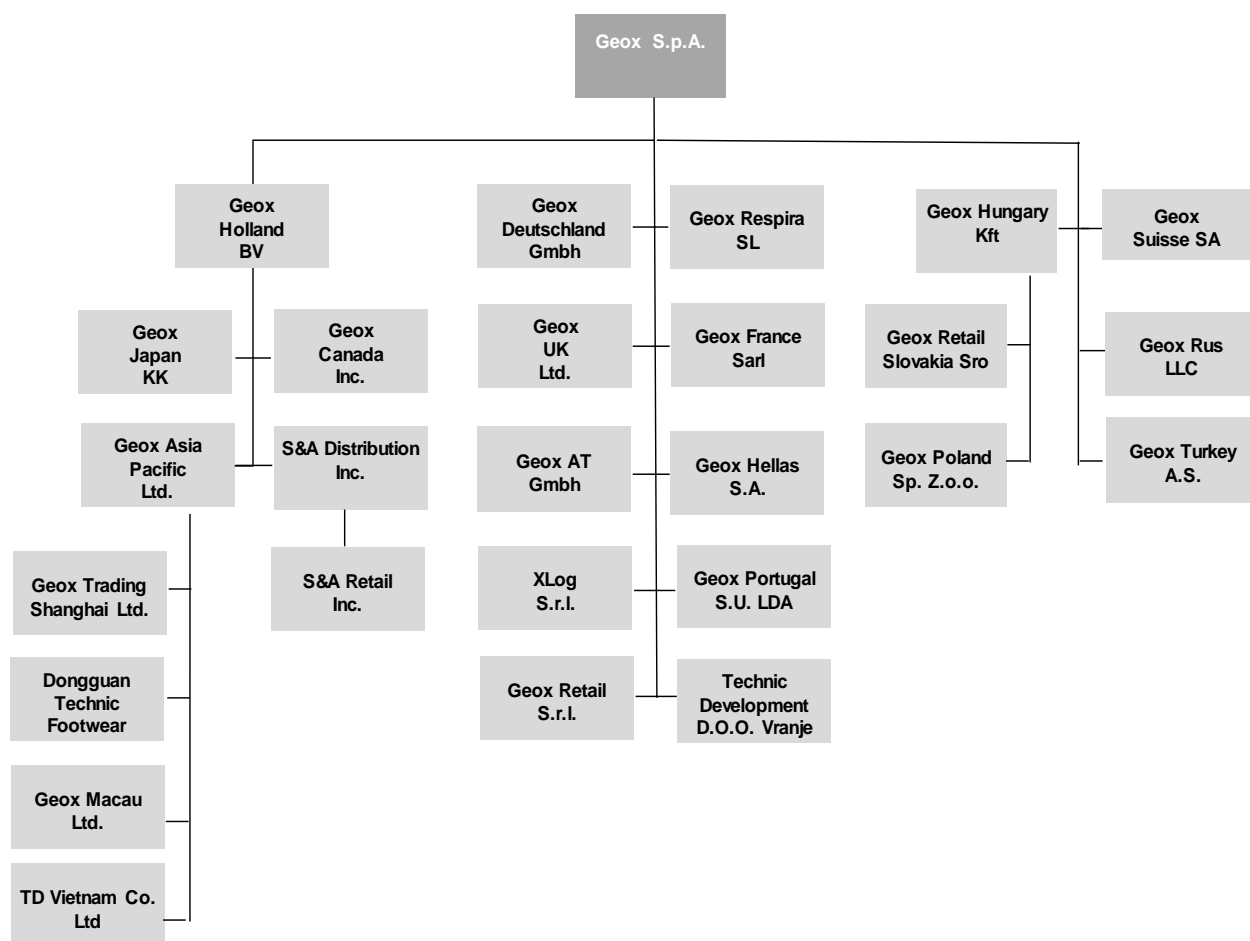 Geox S.p.A.
Geox
Holland
BV
Geox
Deutschland
Gmbh
Geox Respira
SL
Geox Hungary
Kft
Geox
Suisse SA
Geox
Japan
KK
Geox
Canada
Inc.
Geox
UK
Ltd.
Geox France
Sarl
Geox Retail
Slovakia Sro
Geox Rus
LLC
Geox Asia
Pacific
Ltd.
S&A Distribution
Inc.
Geox AT
Gmbh
Geox Hellas
S.A.
Geox Poland
Sp. Z.o.o.
Geox Turkey
A.S.
Geox Trading
Shanghai Ltd.
S&A Retail
Inc.
XLog
S.r.l.
Geox Portugal
S.U. LDA
Dongguan
Technic
Footwear
Geox Retail
S.r.l.
Technic
Development
D.O.O. Vranje
Geox Macau
Ltd.
TD Vietnam Co.
Ltd